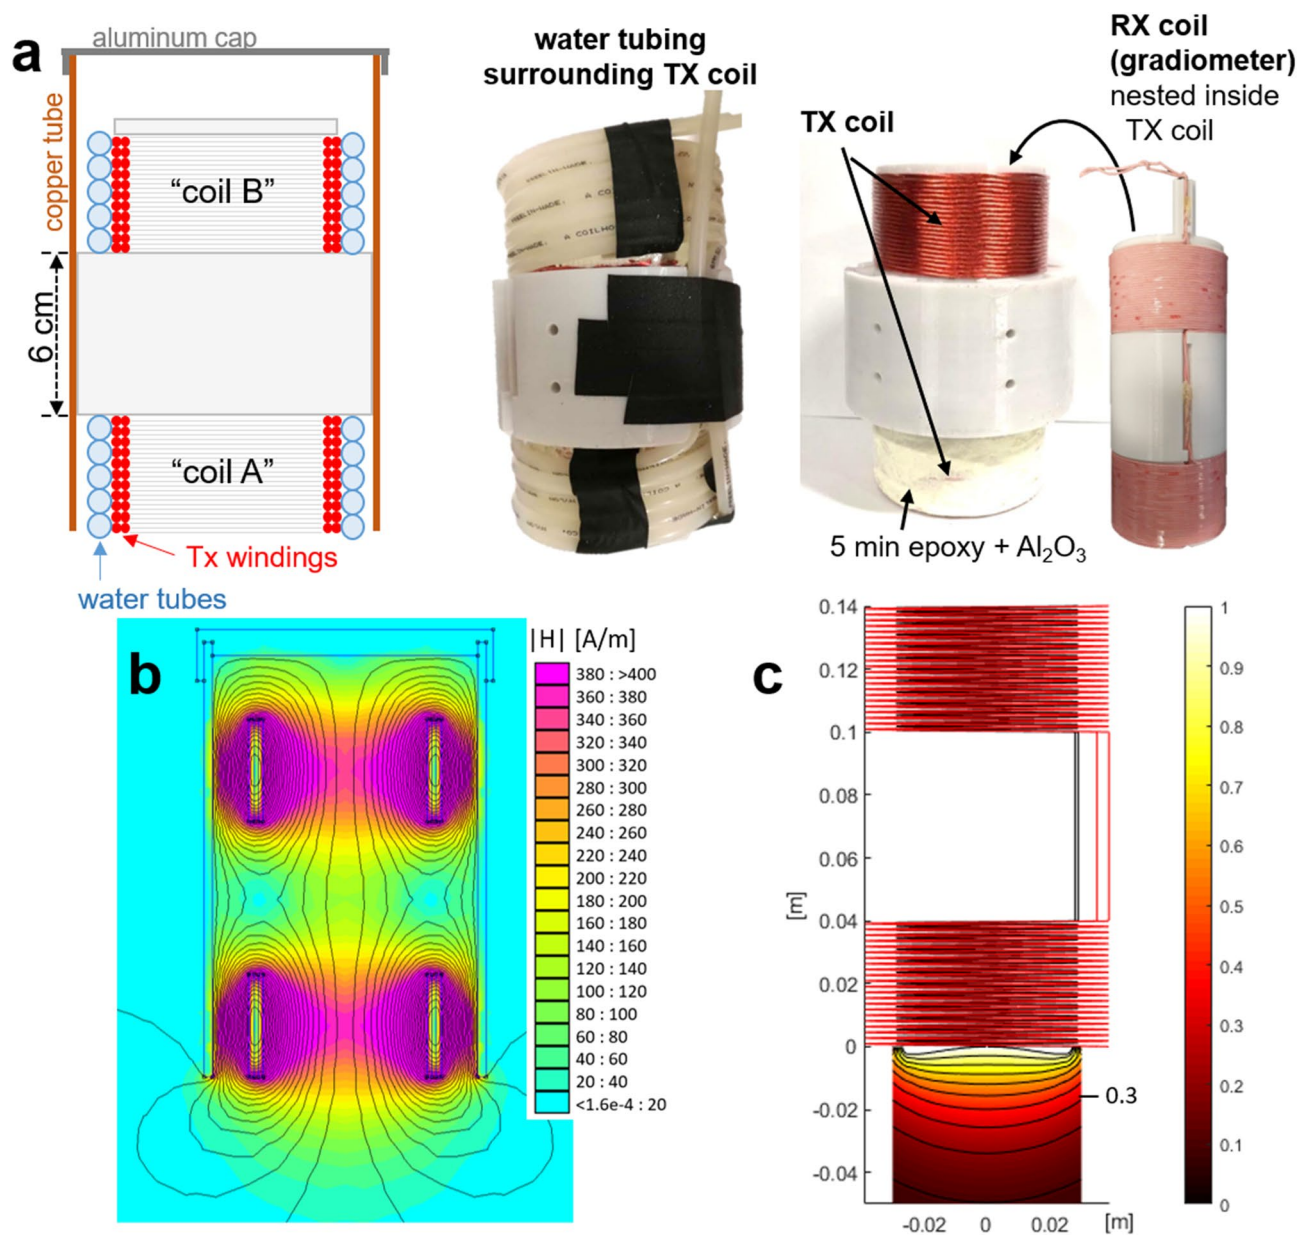 a
aluminum cap
copper tube
“coil B”
6 cm
“coil A”
Tx windings
water tubes
water tubing
surrounding TX coil
TX coil
RX coil
(gradiometer)
nested inside
TX coil
5 min epoxy + Al₂O₃
b
|H| [A/m]
380 : >400
360 : 380
340 : 360
320 : 340
300 : 320
280 : 300
260 : 280
240 : 260
220 : 240
200 : 220
180 : 200
160 : 180
140 : 160
120 : 140
100 : 120
80 : 100
60 : 80
40 : 60
20 : 40
<1.6e-4 : 20
c
0.14
0.12
0.1
0.08
0.06
0.04
0.02
0
-0.02
-0.04
[m]
-0.02 0 0.02 [m]
0.3
1
0.9
0.8
0.7
0.6
0.5
0.4
0.3
0.2
0.1
0